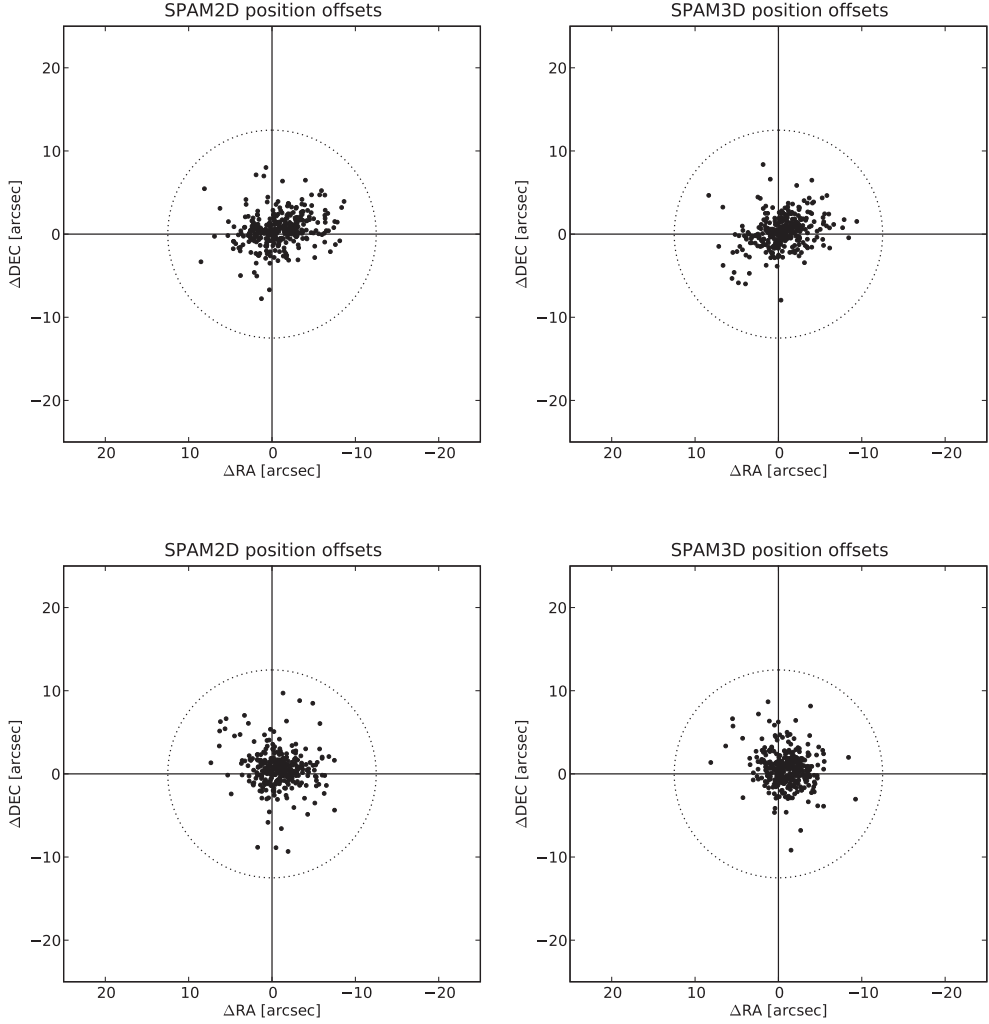 SPAM2D position offsets
20
10
0
−10
−20
ΔDEC [arcsec]
20 10 0 −10 −20
ΔRA [arcsec]
SPAM3D position offsets
20
10
0
−10
−20
ΔDEC [arcsec]
20 10 0 −10 −20
ΔRA [arcsec]
SPAM2D position offsets
20
10
0
−10
−20
ΔDEC [arcsec]
20 10 0 −10 −20
ΔRA [arcsec]
SPAM3D position offsets
20
10
0
−10
−20
ΔDEC [arcsec]
20 10 0 −10 −20
ΔRA [arcsec]